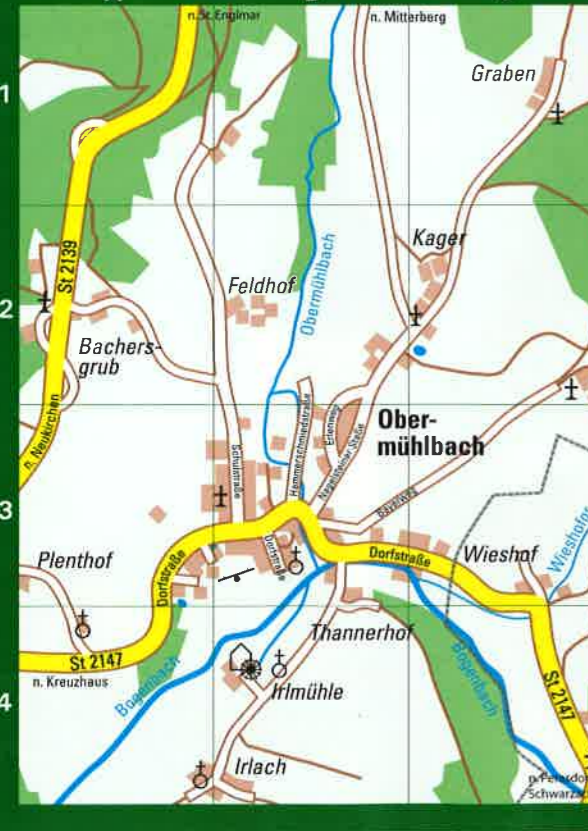 n. St. Englmar
n. Mitterberg
Graben
1
St 2139
Kager
Obermühlbach
Feldhof
2
Bachers-
grub
n. Neukirchen
Hammerschmiedstraße
Erlenweg
Nagelsteiner Straße
Ober-
mühlbach
Schulstraße
Bayaweg
3
Dorfstraße
Dorfstraße
Dorfstraße
Plenthof
Wieshof
St 2147
n. Kreuzhaus
Thannerhof
Bogenbach
Bogenbach
Irlmühle
St 2147
4
Irlach
Schwarza